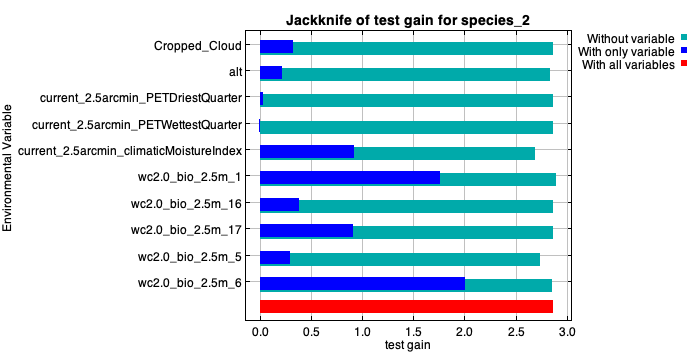 Jackknife of test gain for species_2
Without variable
With only variable
With all variables
Environmental Variable
Cropped_Cloud
alt
current_2.5arcmin_PETDriestQuarter
current_2.5arcmin_PETWettestQuarter
current_2.5arcmin_climaticMoistureIndex
wc2.0_bio_2.5m_1
wc2.0_bio_2.5m_16
wc2.0_bio_2.5m_17
wc2.0_bio_2.5m_5
wc2.0_bio_2.5m_6
0.0 0.5 1.0 1.5 2.0 2.5 3.0
test gain